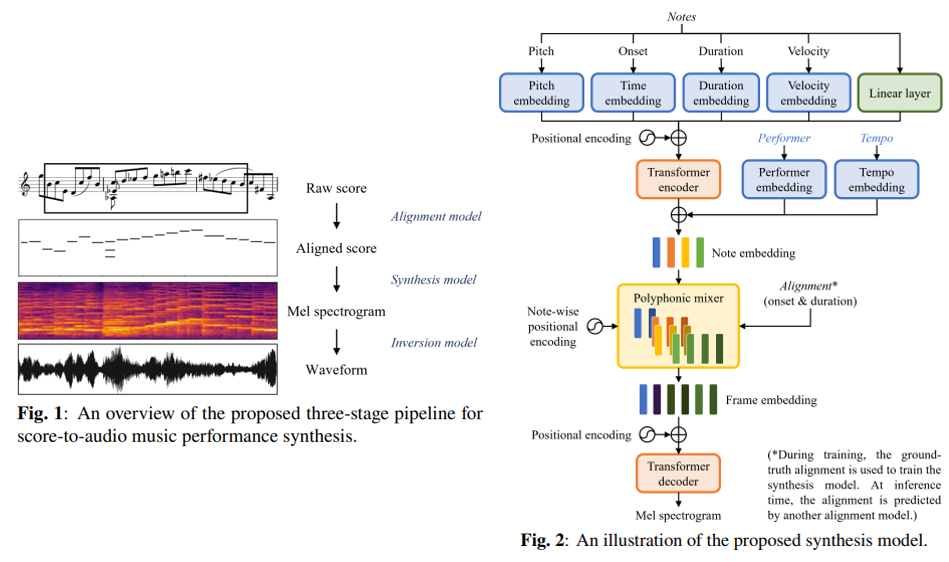 Raw score
Alignment model
Aligned score
Synthesis model
Mel spectrogram
Inversion model
Waveform
Fig. 1: An overview of the proposed three-stage pipeline for
score-to-audio music performance synthesis.
Notes
Pitch
Onset
Duration
Velocity
Pitch
embedding
Time
embedding
Duration
embedding
Velocity
embedding
Linear layer
Positional encoding
Performer
Tempo
Transformer
encoder
Performer
embedding
Tempo
embedding
Note embedding
Alignment*
(onset & duration)
Polyphonic mixer
Note-wise
positional
encoding
Frame embedding
Positional encoding
Transformer
decoder
Mel spectrogram
(*During training, the ground-
truth alignment is used to train the
synthesis model. At inference
time, the alignment is predicted
by another alignment model.)
Fig. 2: An illustration of the proposed synthesis model.